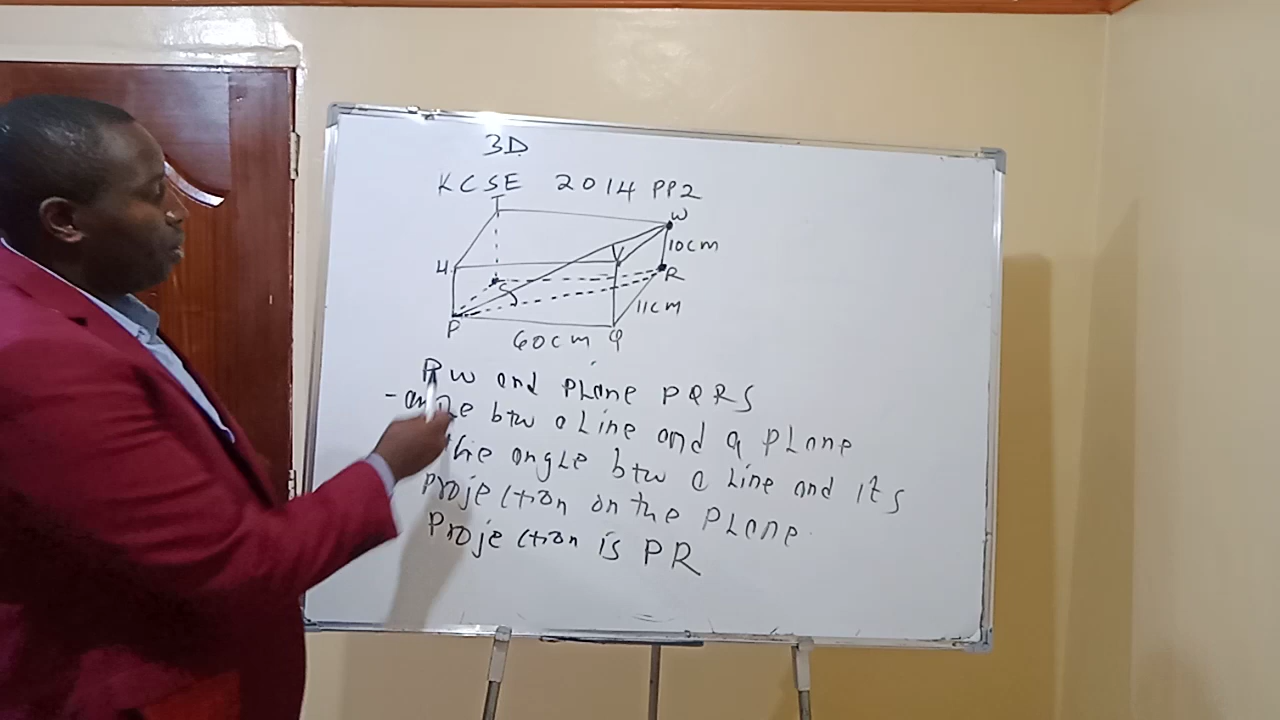 3D
KCSE 2014 PP2
T
W
10cm
U
V
R
S
11cm
P
60cm Q
PW and PLane PQRS
- angle btw a Line and a PLane
the angle btw a Line and its
projection on the PLane.
Projection is PR